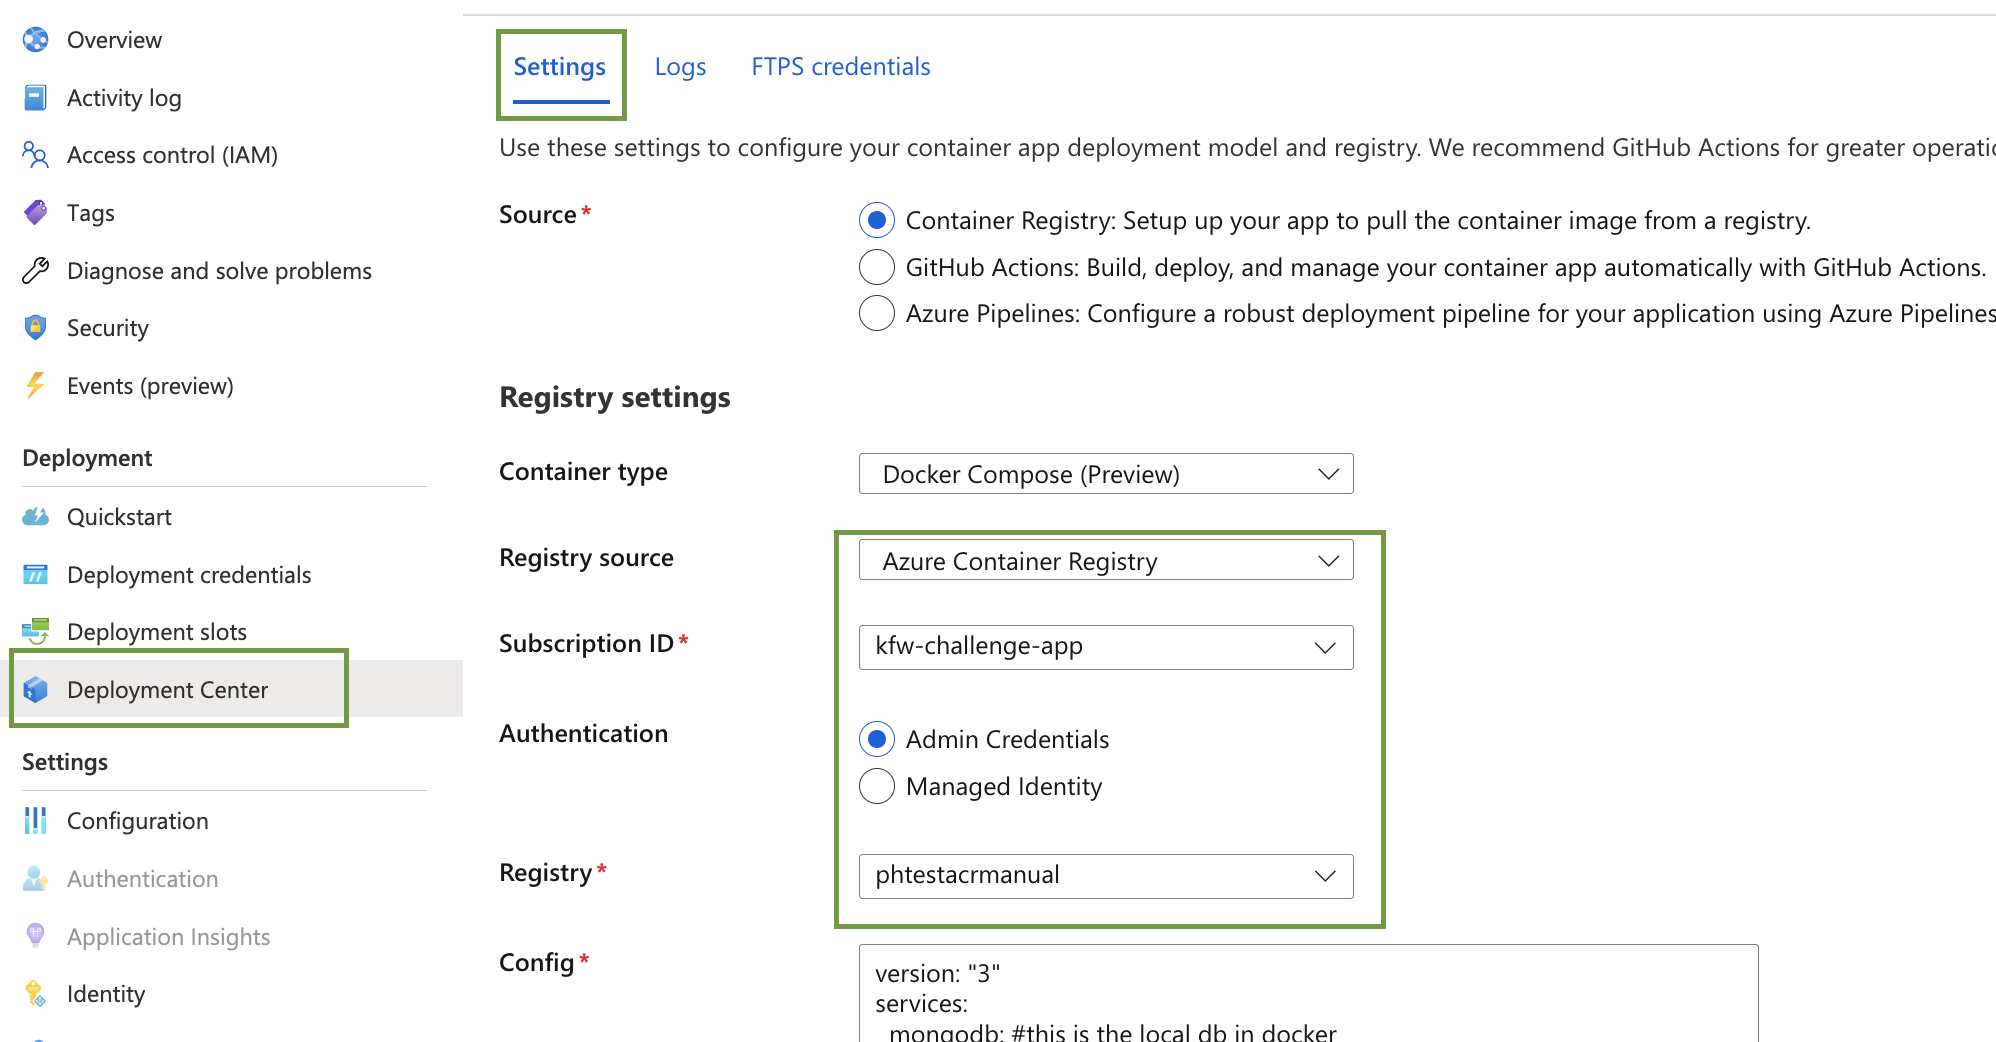 Overview
Activity log
Access control (IAM)
Tags
Diagnose and solve problems
Security
Events (preview)
Deployment
Quickstart
Deployment credentials
Deployment slots
Deployment Center
Settings
Configuration
Authentication
Application Insights
Identity
Settings Logs FTPS credentials
Use these settings to configure your container app deployment model and registry. We recommend GitHub Actions for greater operatio
Source*
Container Registry: Setup up your app to pull the container image from a registry.
GitHub Actions: Build, deploy, and manage your container app automatically with GitHub Actions.
Azure Pipelines: Configure a robust deployment pipeline for your application using Azure Pipelines
Registry settings
Container type
Docker Compose (Preview)
Registry source
Azure Container Registry
Subscription ID*
kfw-challenge-app
Authentication
Admin Credentials
Managed Identity
Registry*
phtestacrmanual
Config*
version: "3"
services:
mongodb: #this is the local db in docker